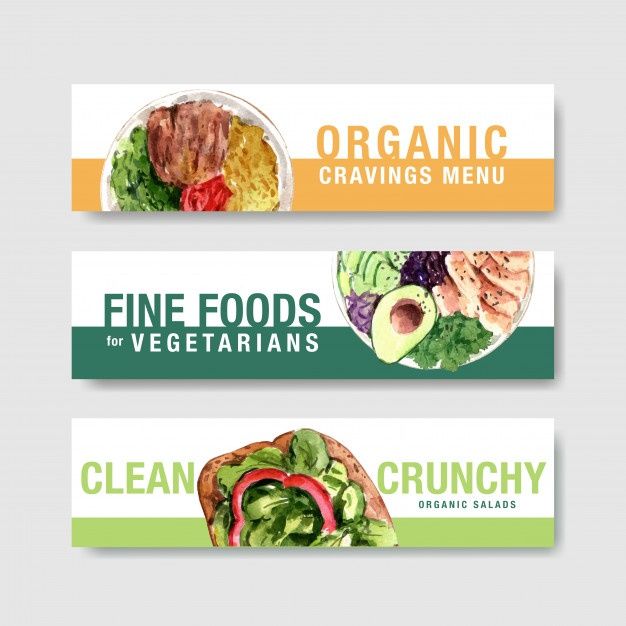 ORGANIC
CRAVINGS MENU
FINE FOODS
for VEGETARIANS
CLEAN CRUNCHY
ORGANIC SALADS